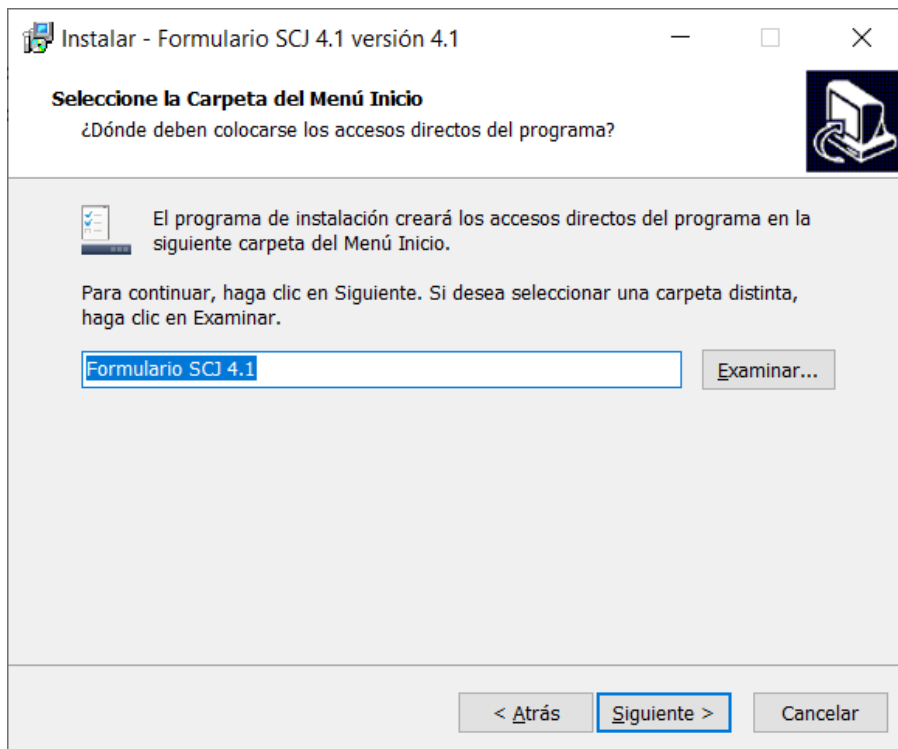 Instalar - Formulario SCJ 4.1 versión 4.1
Seleccione la Carpeta del Menú Inicio
¿Dónde deben colocarse los accesos directos del programa?
El programa de instalación creará los accesos directos del programa en la
siguiente carpeta del Menú Inicio.
Para continuar, haga clic en Siguiente. Si desea seleccionar una carpeta distinta,
haga clic en Examinar.
Formulario SCJ 4.1
Examinar...
< Atrás
Siguiente >
Cancelar